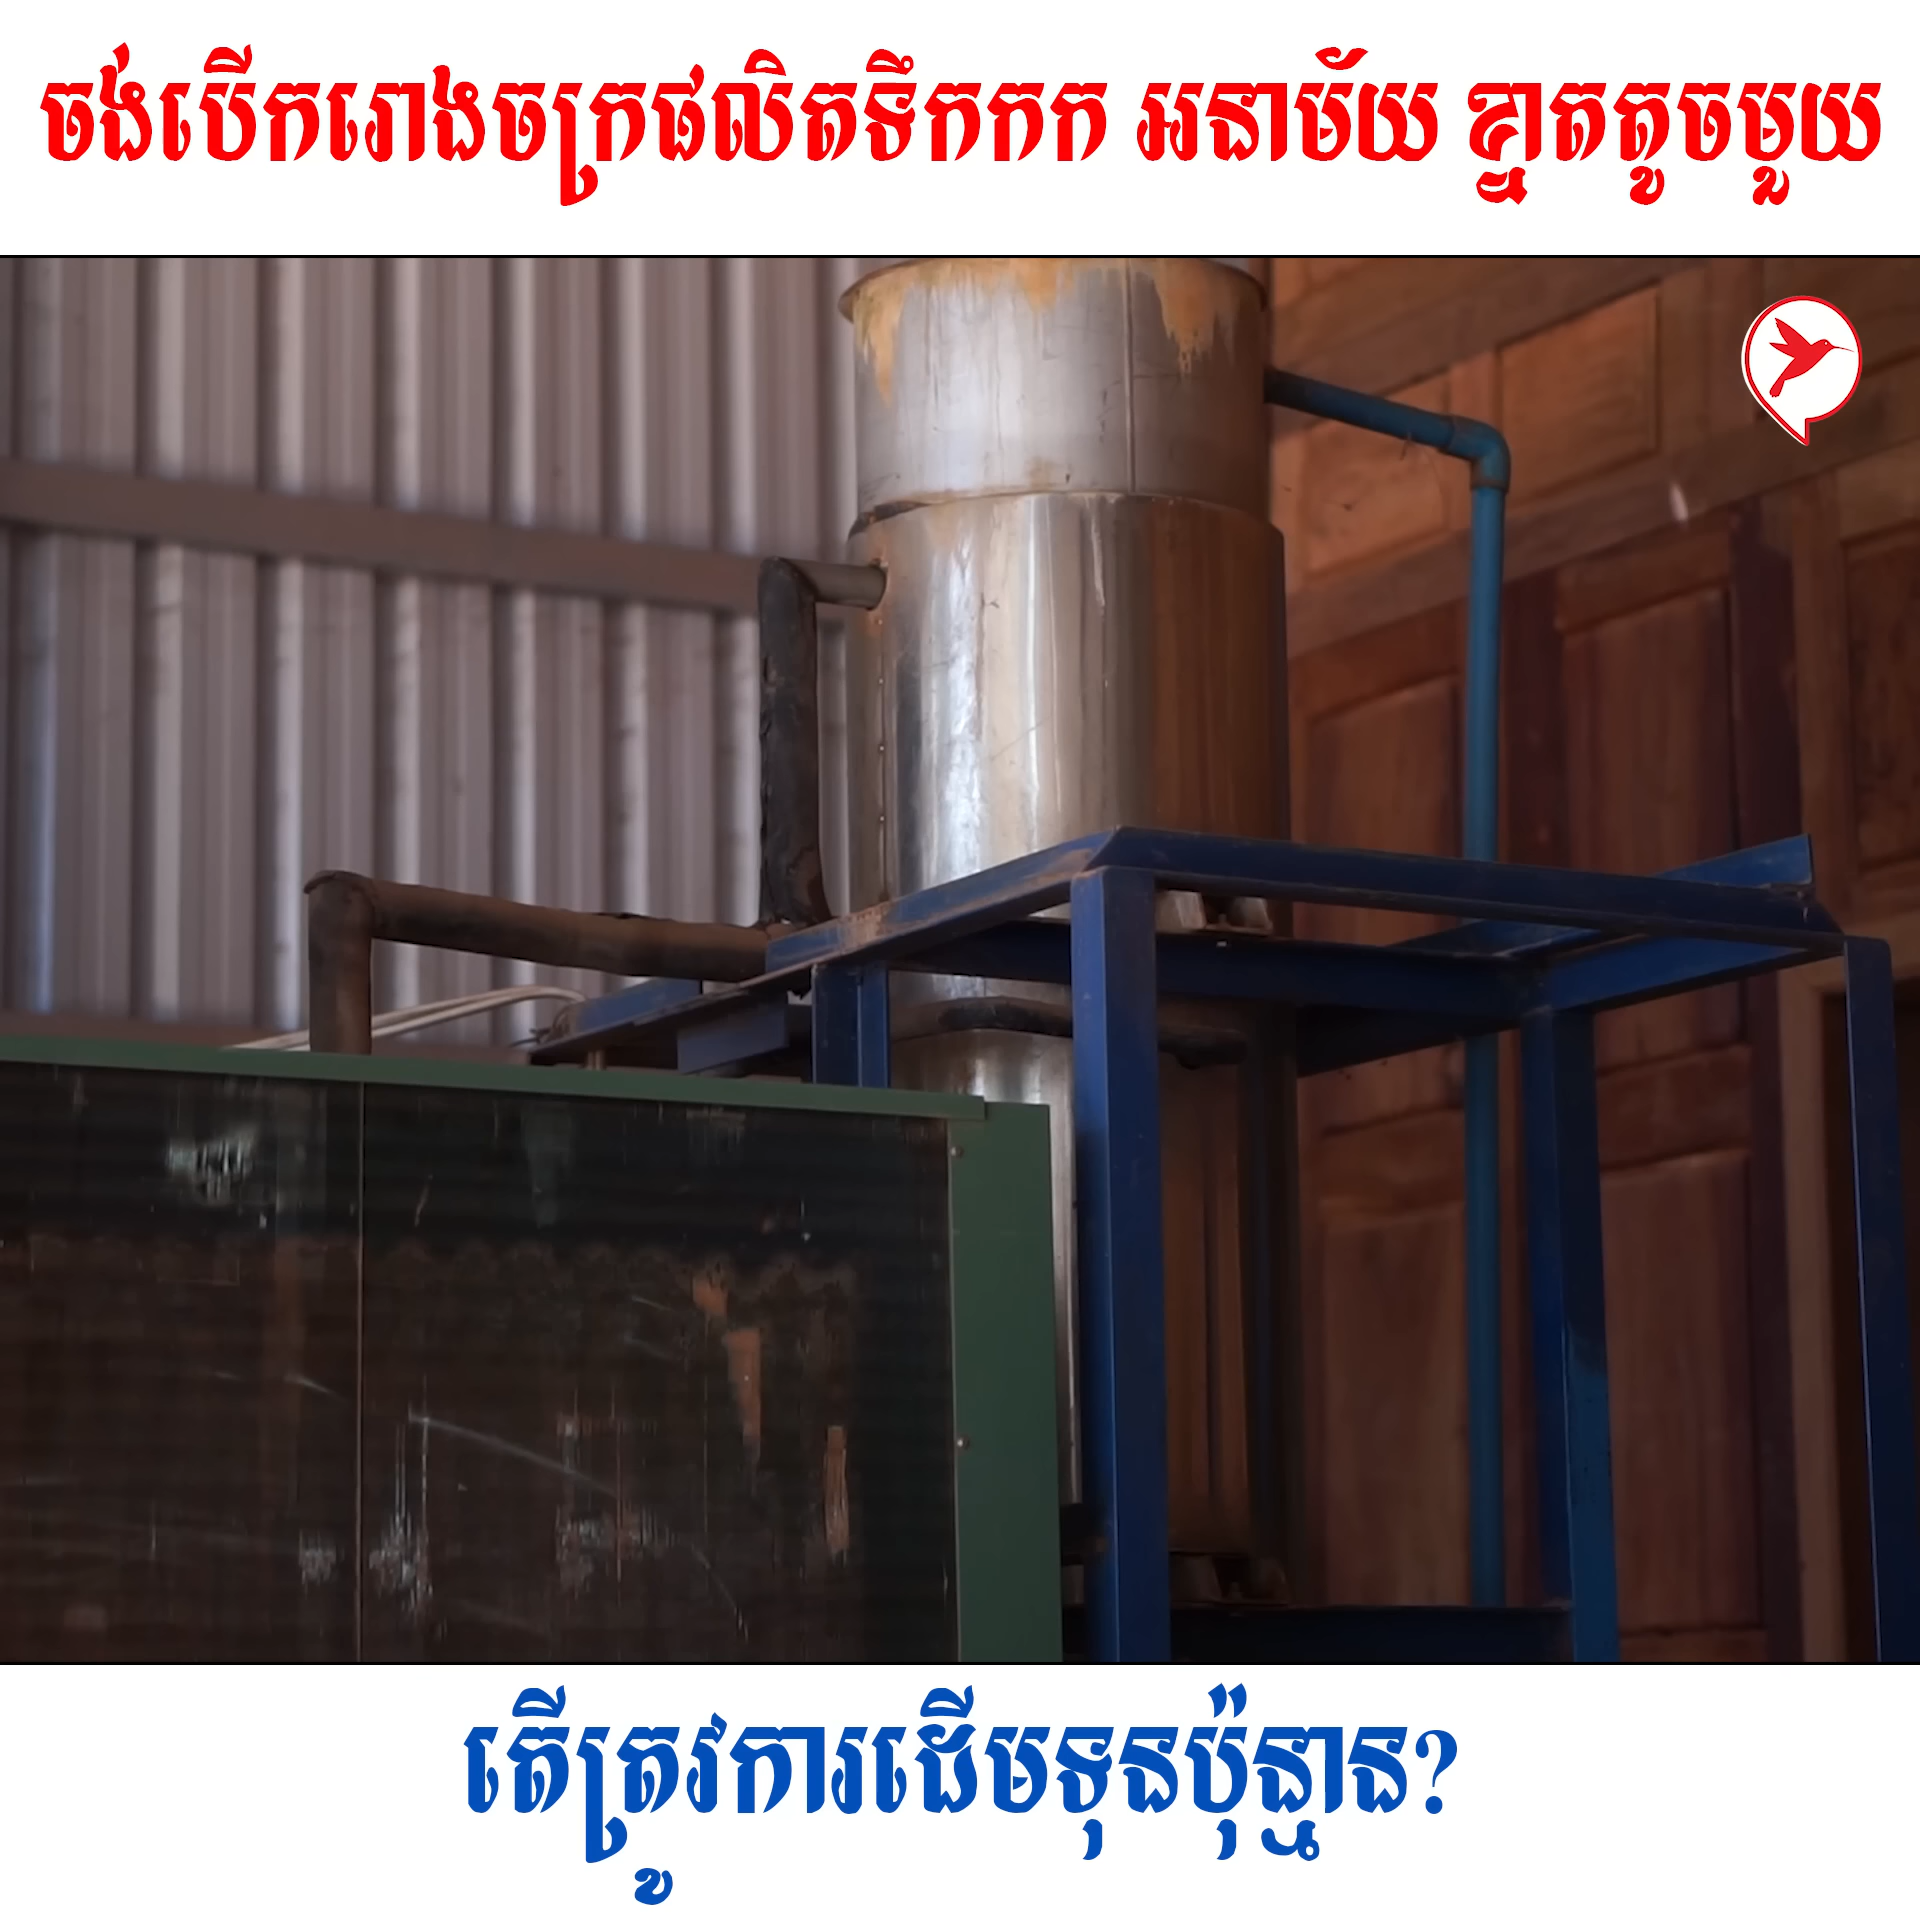 ចង់បើករោងចក្រផលិតទឹកកក អនាម័យ ខ្នាតតូចមួយ
តើត្រូវការដើមទុនប៉ុន្មាន?